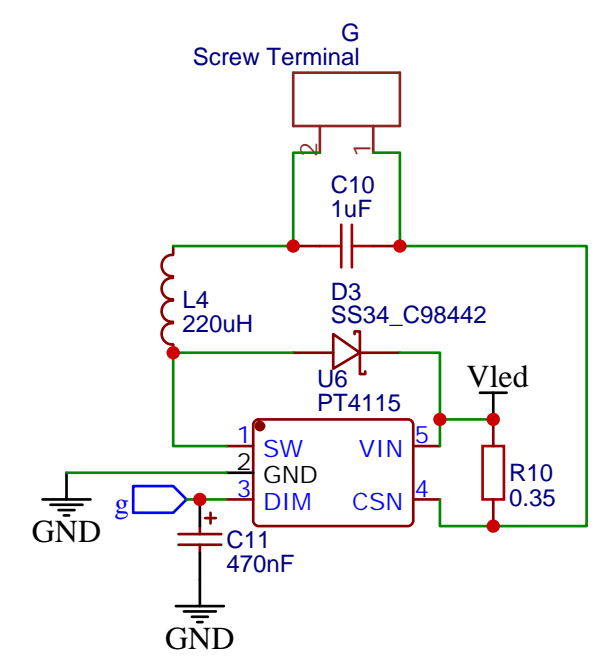 G
Screw Terminal
2
1
C10
1uF
L4
220uH
D3
SS34_C98442
U6
PT4115
Vled
1
SW
VIN
5
2
GND
3
DIM
CSN
4
R10
0.35
g
GND
+
C11
470nF
GND